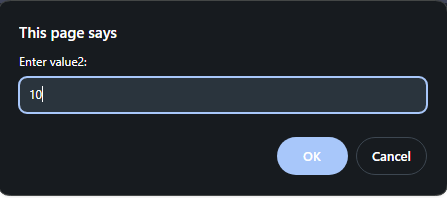 This page says
Enter value2:
10
OK Cancel